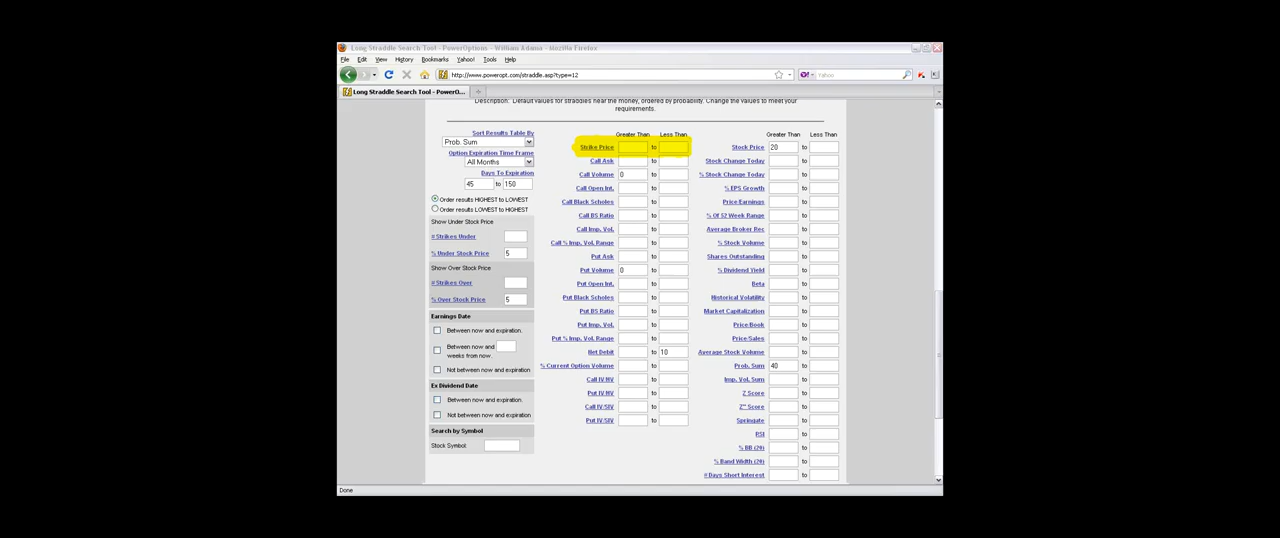 Long Straddle Search Tool - PowerOptions - William Adama - Mozilla Firefox
File Edit View History Bookmarks Yahoo! Tools Help
http://www.poweropt.com/straddle.asp?type=12
Yahoo
Long Straddle Search Tool - PowerO...
Description: Default values for straddles near the money, ordered by probability. Change the values to meet your
requirements.
Sort Results Table By
Prob. Sum
Option Expiration Time Frame
All Months
Days To Expiration
45 to 150
Order results HIGHEST to LOWEST
Order results LOWEST to HIGHEST
Show Under Stock Price
# Strikes Under
% Under Stock Price 5
Show Over Stock Price
# Strikes Over
% Over Stock Price 5
Earnings Date
Between now and expiration.
Between now and
weeks from now.
Not between now and expiration
Ex Dividend Date
Between now and expiration.
Not between now and expiration
Search by Symbol
Stock Symbol:
Greater Than Less Than
Strike Price to
Call Ask to
Call Volume 0 to
Call Open Int. to
Call Black Scholes to
Call BS Ratio to
Call Imp. Vol. to
Call % Imp. Vol. Range to
Put Ask to
Put Volume 0 to
Put Open Int. to
Put Black Scholes to
Put BS Ratio to
Put Imp. Vol. to
Put % Imp. Vol. Range to
Net Debit to 10
% Current Option Volume to
Call IV/HV to
Put IV/HV to
Call IV/SIV to
Put IV/SIV to
Greater Than Less Than
Stock Price 20 to
Stock Change Today to
% Stock Change Today to
% EPS Growth to
Price Earnings to
% Of 52 Week Range to
Average Broker Rec to
% Stock Volume to
Shares Outstanding to
% Dividend Yield to
Beta to
Historical Volatility to
Market Capitalization to
Price/Book to
Price/Sales to
Average Stock Volume to
Prob. Sum 40 to
Imp. Vol. Sum to
Z Score to
Z'' Score to
Springate to
RSI to
% BB (20) to
% Band Width (20) to
# Days Short Interest to
Done